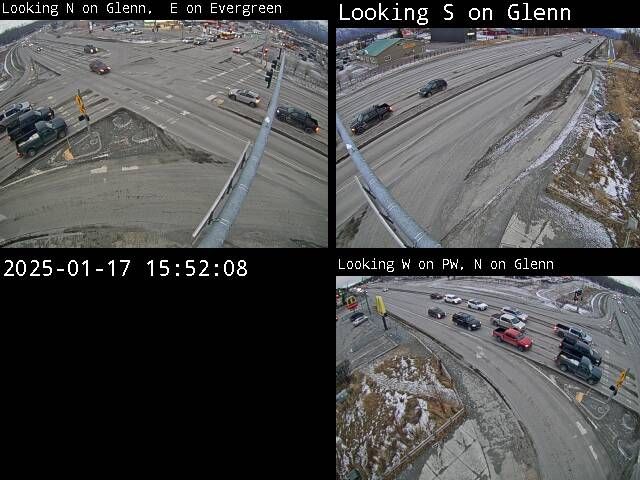 Looking N on Glenn,  E on Evergreen
Looking S on Glenn
2025-01-17 15:52:08
Looking W on PW, N on Glenn